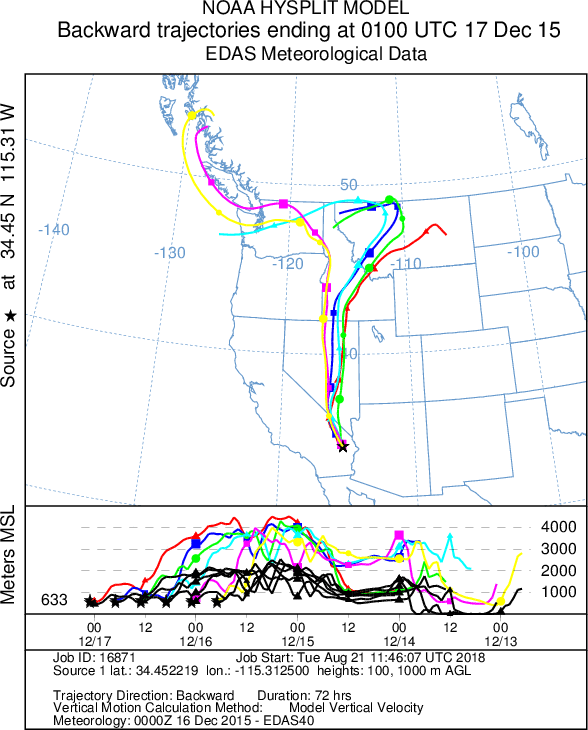 NOAA HYSPLIT MODEL
Backward trajectories ending at 0100 UTC 17 Dec 15
EDAS Meteorological Data
Source ★ at 34.45 N 115.31 W
50
-140
-130
-120
-110
-100
Meters MSL
4000
3000
2000
1000
633
00 12 00 12 00 12 00 12 00
12/17 12/16 12/15 12/14 12/13
Job ID: 16871 Job Start: Tue Aug 21 11:46:07 UTC 2018
Source 1 lat.: 34.452219 lon.: -115.312500 heights: 100, 1000 m AGL
Trajectory Direction: Backward Duration: 72 hrs
Vertical Motion Calculation Method: Model Vertical Velocity
Meteorology: 0000Z 16 Dec 2015 - EDAS40